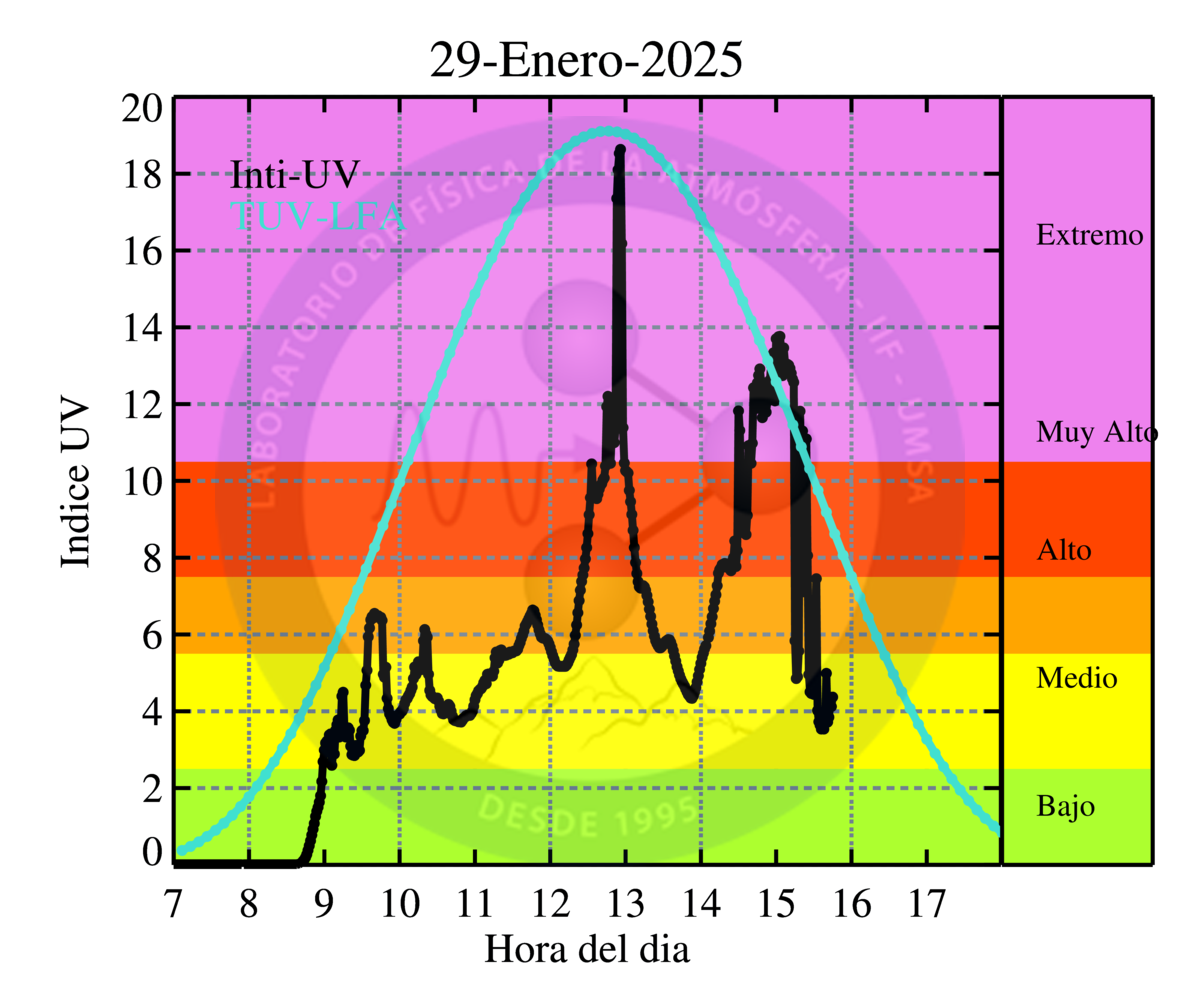 29-Enero-2025
Indice UV
20
18
16
14
12
10
8
6
4
2
0
Inti-UV
TUV-LFA
LABORATORIO DE FÍSICA DE LA ATMÓSFERA - IIF - UMSA
DESDE 1995
Extremo
Muy Alto
Alto
Medio
Bajo
7 8 9 10 11 12 13 14 15 16 17
Hora del dia